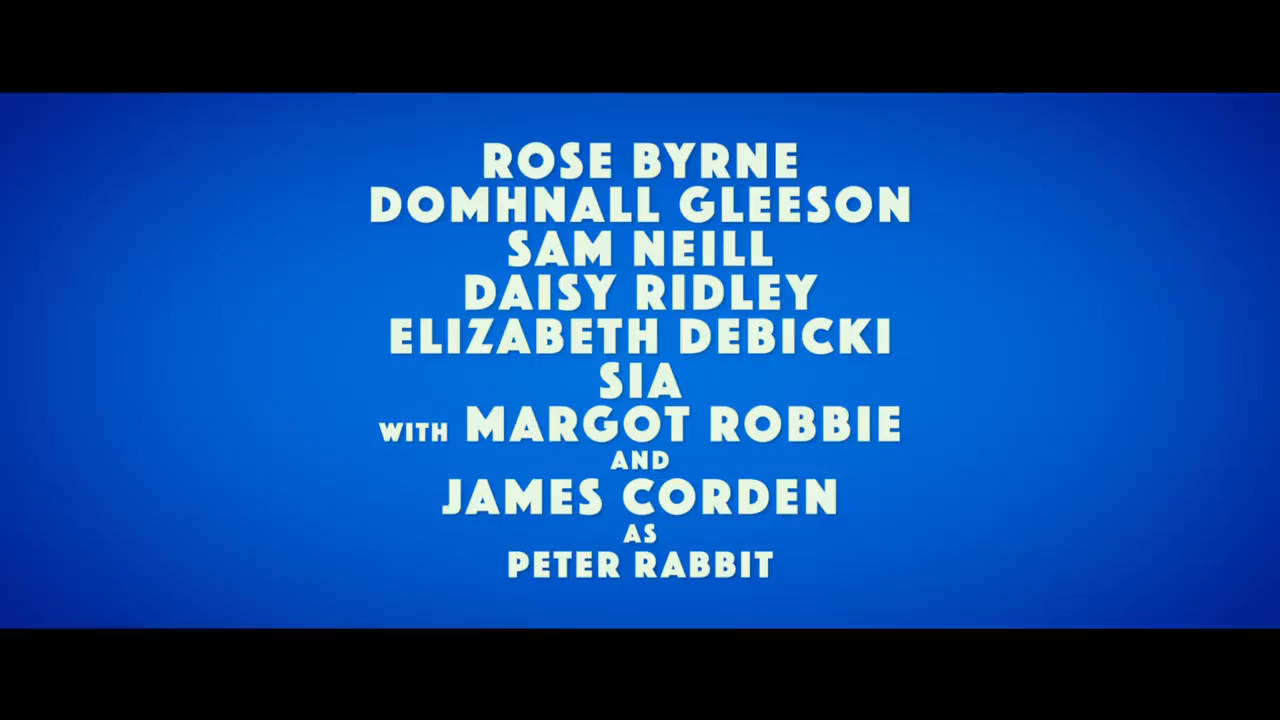 ROSE BYRNE
DOMHNALL GLEESON
SAM NEILL
DAISY RIDLEY
ELIZABETH DEBICKI
SIA
WITH MARGOT ROBBIE
AND
JAMES CORDEN
AS
PETER RABBIT